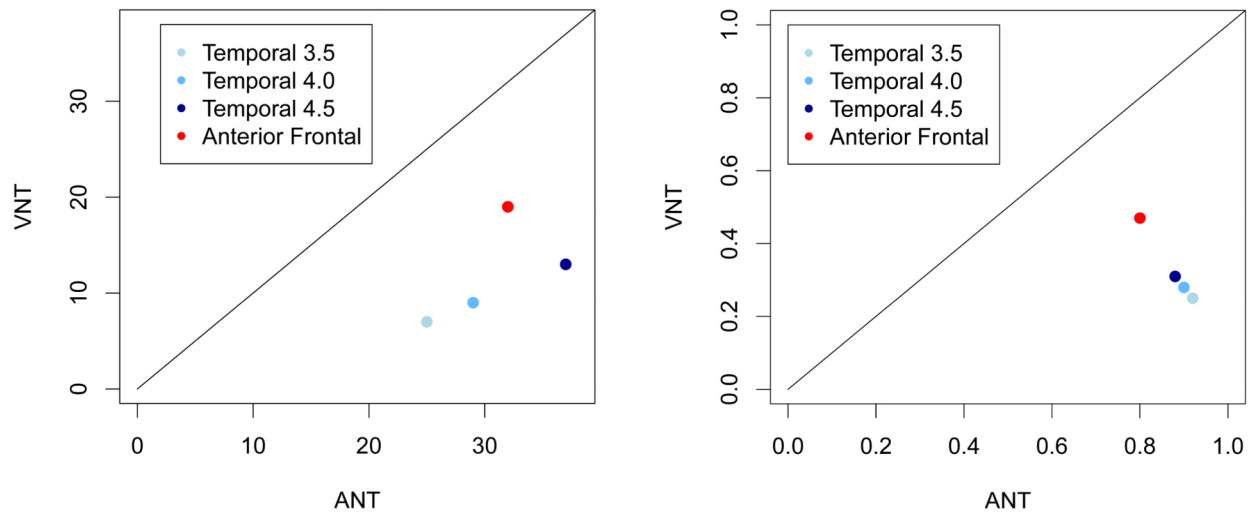 Temporal 3.5
Temporal 4.0
Temporal 4.5
Anterior Frontal
VNT
30
20
10
0
0 10 20 30
ANT
Temporal 3.5
Temporal 4.0
Temporal 4.5
Anterior Frontal
VNT
1.0
0.8
0.6
0.4
0.2
0.0
0.0 0.2 0.4 0.6 0.8 1.0
ANT